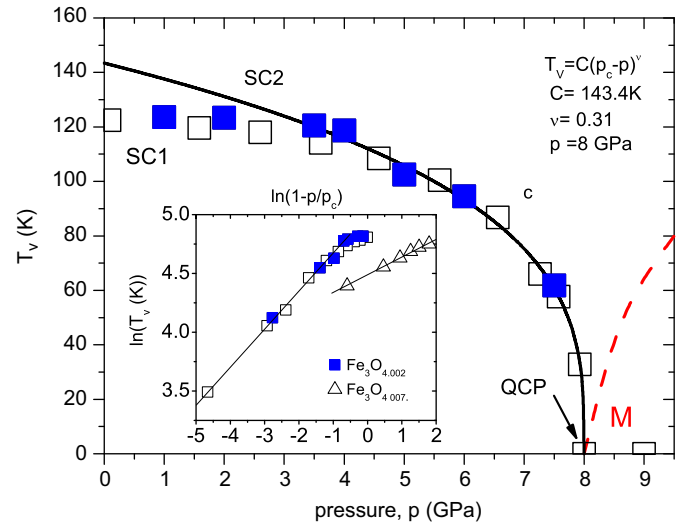 160
140
120
100
80
60
40
20
0
T_V (K)
SC2
SC1
T_V=C(p_c-p)^ν
C= 143.4K
ν= 0.31
p =8 GPa
c
ln(1-p/p_c)
5.0
4.5
4.0
3.5
ln(T_v (K))
Fe₃O₄.₀₀₂
Fe₃O₄ ₀₀₇.
-5 -4 -3 -2 -1 0 1 2
QCP
M
0 1 2 3 4 5 6 7 8 9
pressure, p (GPa)